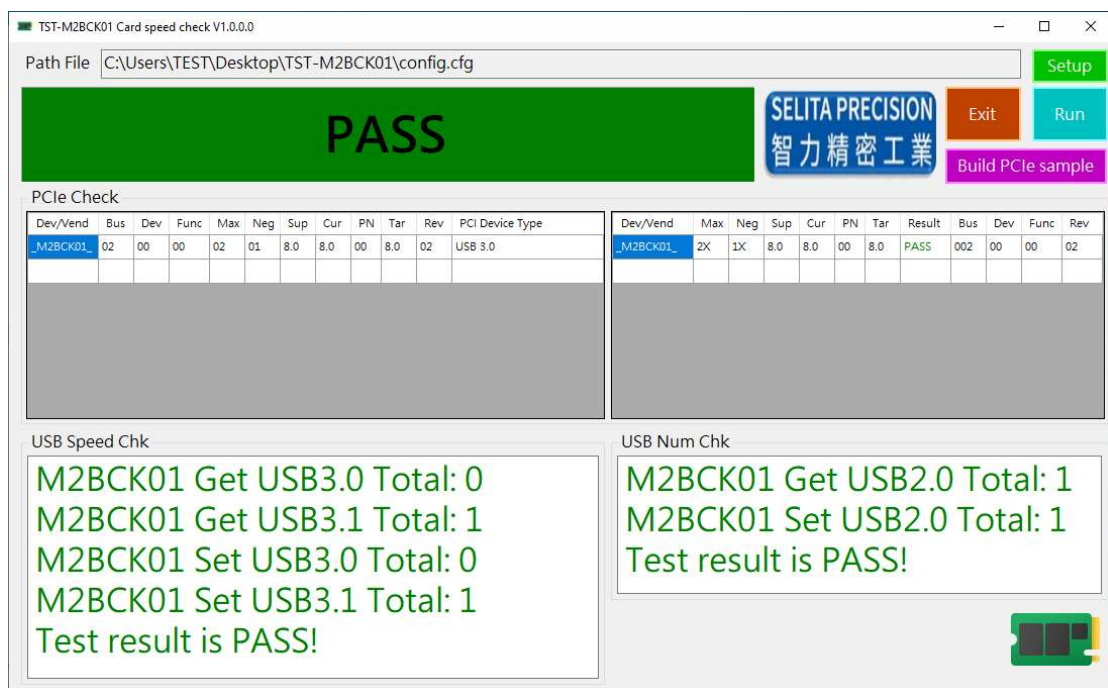 TST-M2BCK01 Card speed check V1.0.0.0
Path File C:\Users\TEST\Desktop\TST-M2BCK01\config.cfg
Setup
PASS
SELITA PRECISION
智力精密工業
Exit
Run
Build PCIe sample
PCIe Check
Dev/Vend Bus Dev Func Max Neg Sup Cur PN Tar Rev PCI Device Type
_M2BCK01_ 02 00 00 02 01 8.0 8.0 00 8.0 02 USB 3.0
Dev/Vend Max Neg Sup Cur PN Tar Result Bus Dev Func Rev
_M2BCK01_ 2X 1X 8.0 8.0 00 8.0 PASS 002 00 00 02
USB Speed Chk
M2BCK01 Get USB3.0 Total: 0
M2BCK01 Get USB3.1 Total: 1
M2BCK01 Set USB3.0 Total: 0
M2BCK01 Set USB3.1 Total: 1
Test result is PASS!
USB Num Chk
M2BCK01 Get USB2.0 Total: 1
M2BCK01 Set USB2.0 Total: 1
Test result is PASS!